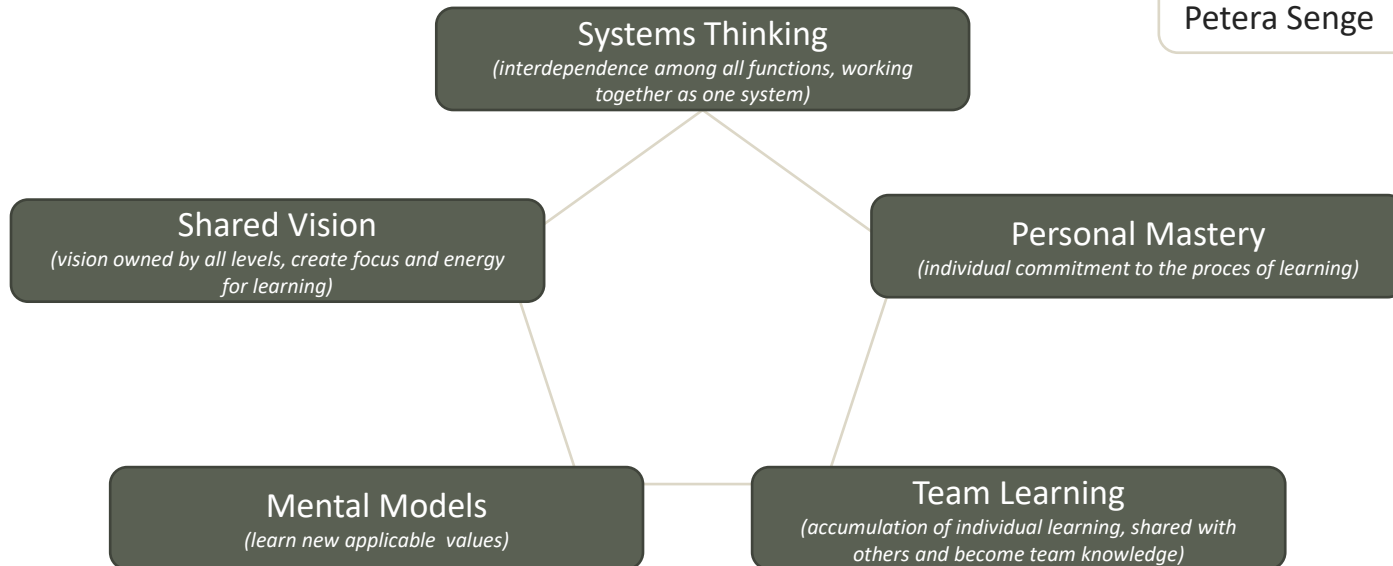 Petera Senge
Systems Thinking
(interdependence among all functions, working
together as one system)
Shared Vision
(vision owned by all levels, create focus and energy
for learning)
Personal Mastery
(individual commitment to the proces of learning)
Mental Models
(learn new applicable  values)
Team Learning
(accumulation of individual learning, shared with
others and become team knowledge)